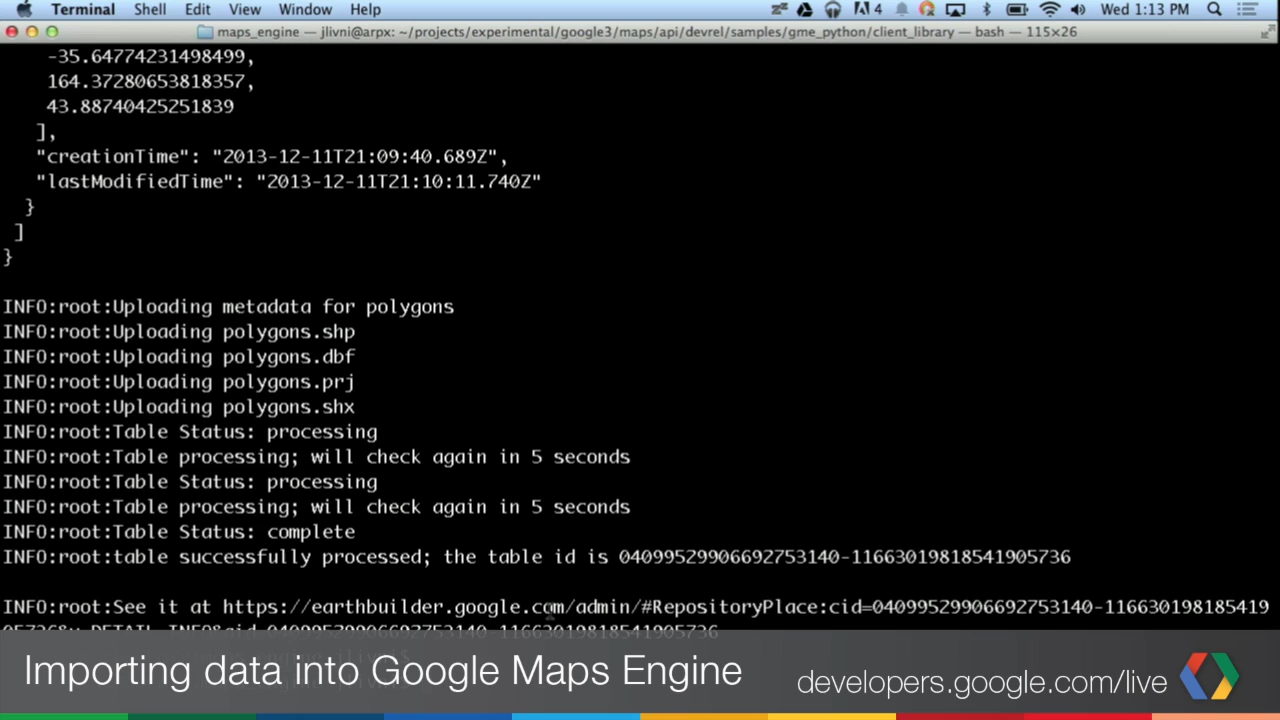 Terminal Shell Edit View Window Help 4 Wed 1:13 PM
maps_engine — jlivni@arpx: ~/projects/experimental/google3/maps/api/devrel/samples/gme_python/client_library — bash — 115×26
-35.64774231498499,
164.37280653818357,
43.88740425251839
],
"creationTime": "2013-12-11T21:09:40.689Z",
"lastModifiedTime": "2013-12-11T21:10:11.740Z"
}
]
}
INFO:root:Uploading metadata for polygons
INFO:root:Uploading polygons.shp
INFO:root:Uploading polygons.dbf
INFO:root:Uploading polygons.prj
INFO:root:Uploading polygons.shx
INFO:root:Table Status: processing
INFO:root:Table processing; will check again in 5 seconds
INFO:root:Table Status: processing
INFO:root:Table processing; will check again in 5 seconds
INFO:root:Table Status: complete
INFO:root:table successfully processed; the table id is 04099529906692753140-11663019818541905736
INFO:root:See it at https://earthbuilder.google.com/admin/#RepositoryPlace:cid=04099529906692753140-116630198185419
05736&v=DETAIL_INFO&aid=04099529906692753140-11663019818541905736
Importing data into Google Maps Engine
developers.google.com/live